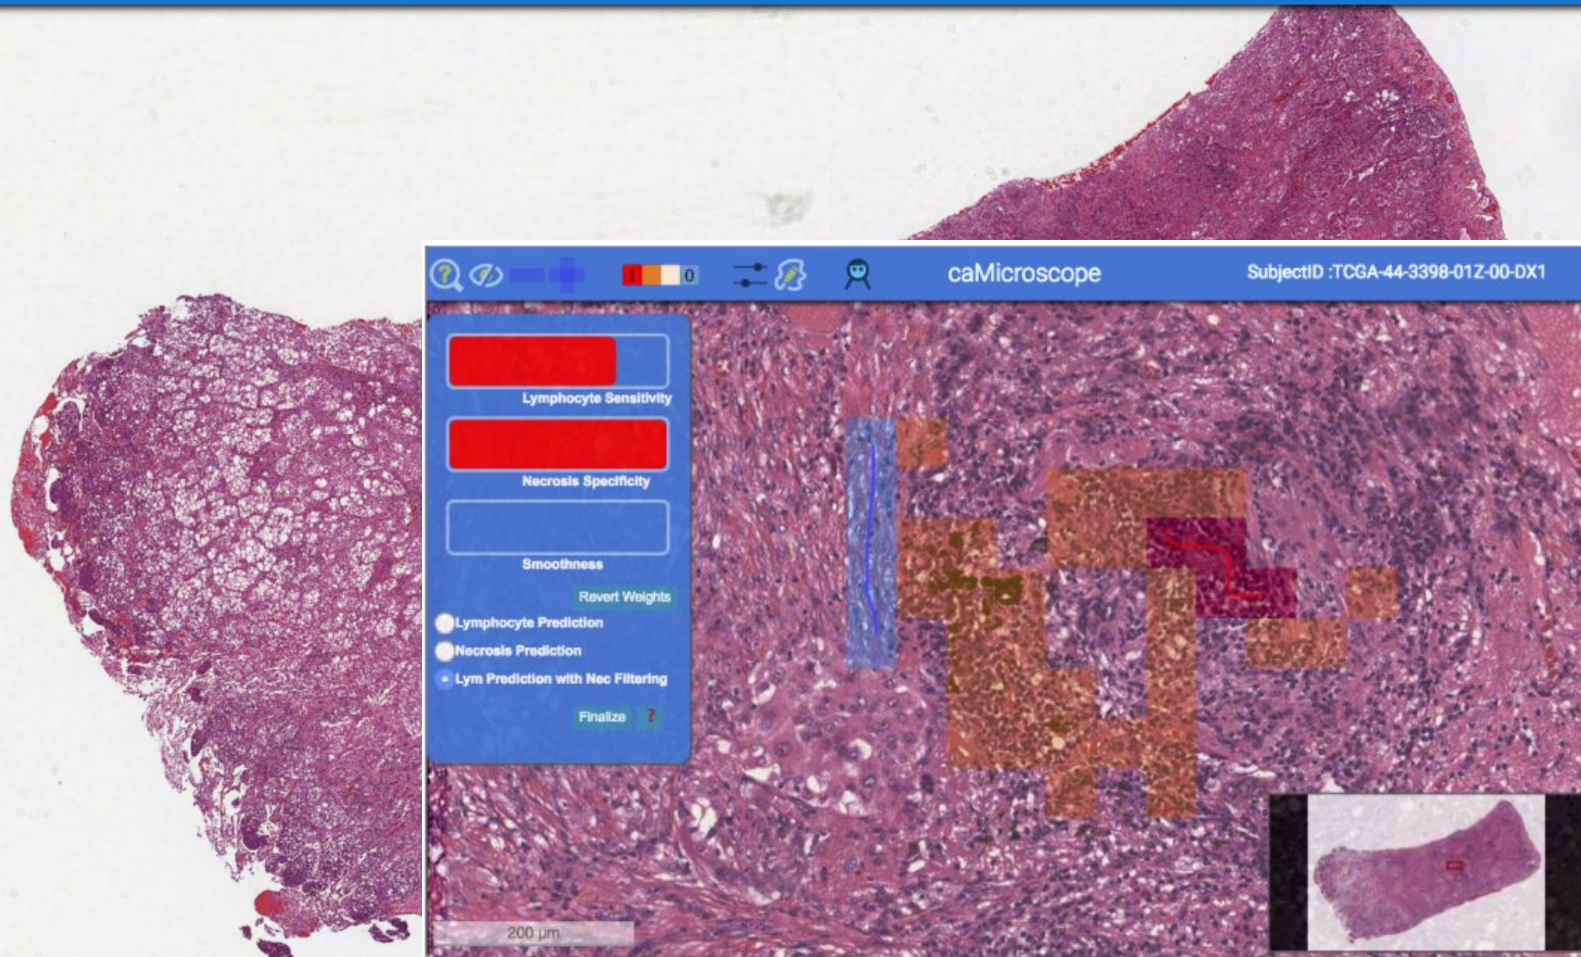 1 0 caMicroscope SubjectID :TCGA-44-3398-01Z-00-DX1
Lymphocyte Sensitivity
Necrosis Specificity
Smoothness
Revert Weights
Lymphocyte Prediction
Necrosis Prediction
Lym Prediction with Nec Filtering
Finalize ?
200 μm